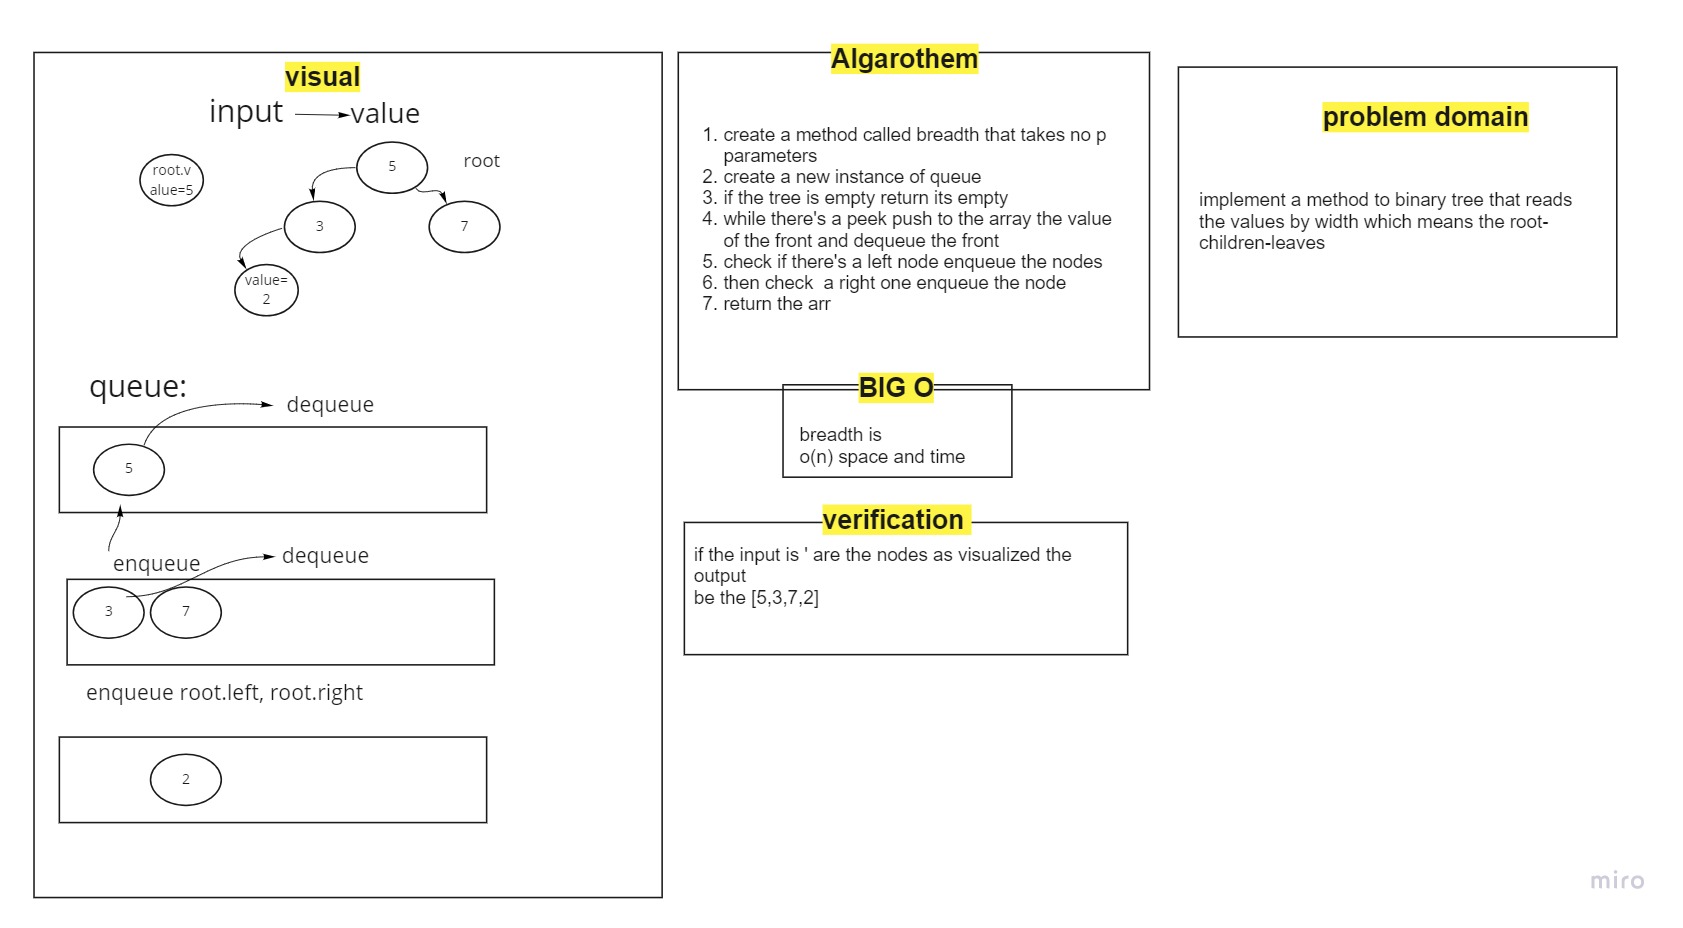 visual
input
value
root.v
alue=5
5
root
3
7
value=
2
queue:
dequeue
5
enqueue
dequeue
3
7
enqueue root.left, root.right
2
Algarothem
1. create a method called breadth that takes no p
parameters
2. create a new instance of queue
3. if the tree is empty return its empty
4. while there's a peek push to the array the value
of the front and dequeue the front
5. check if there's a left node enqueue the nodes
6. then check  a right one enqueue the node
7. return the arr
BIG O
breadth is
o(n) space and time
verification
if the input is ' are the nodes as visualized the
output
be the [5,3,7,2]
problem domain
implement a method to binary tree that reads
the values by width which means the root-
children-leaves
miro